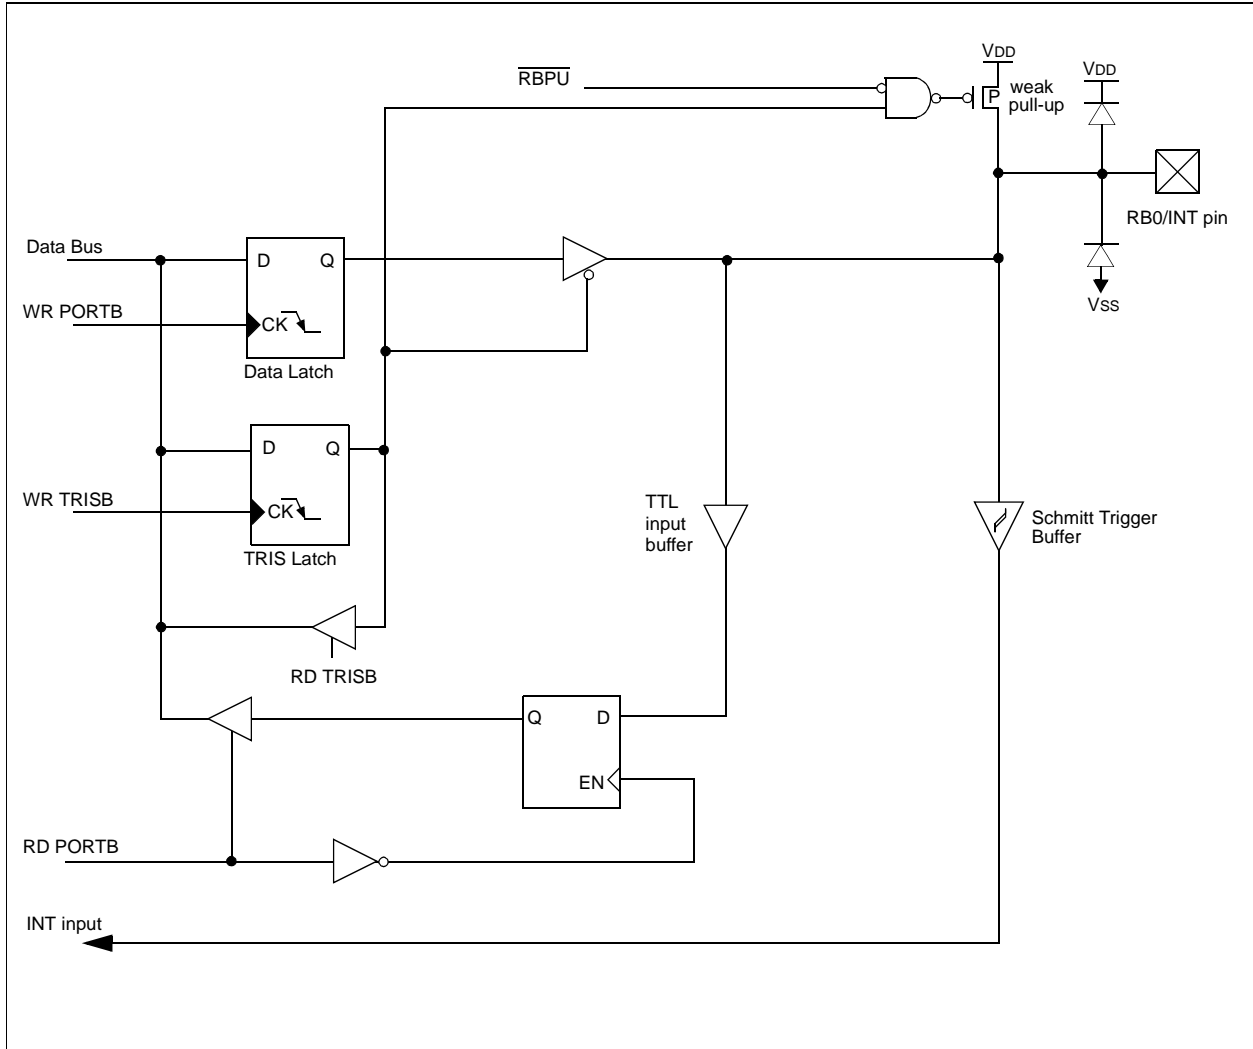 VDD
VDD
RBPU
P
weak
pull-up
RB0/INT pin
Data Bus
D
Q
VSS
WR PORTB
CK
Data Latch
D
Q
WR TRISB
CK
TTL
input
buffer
Schmitt Trigger
Buffer
TRIS Latch
RD TRISB
Q
D
EN
RD PORTB
INT input